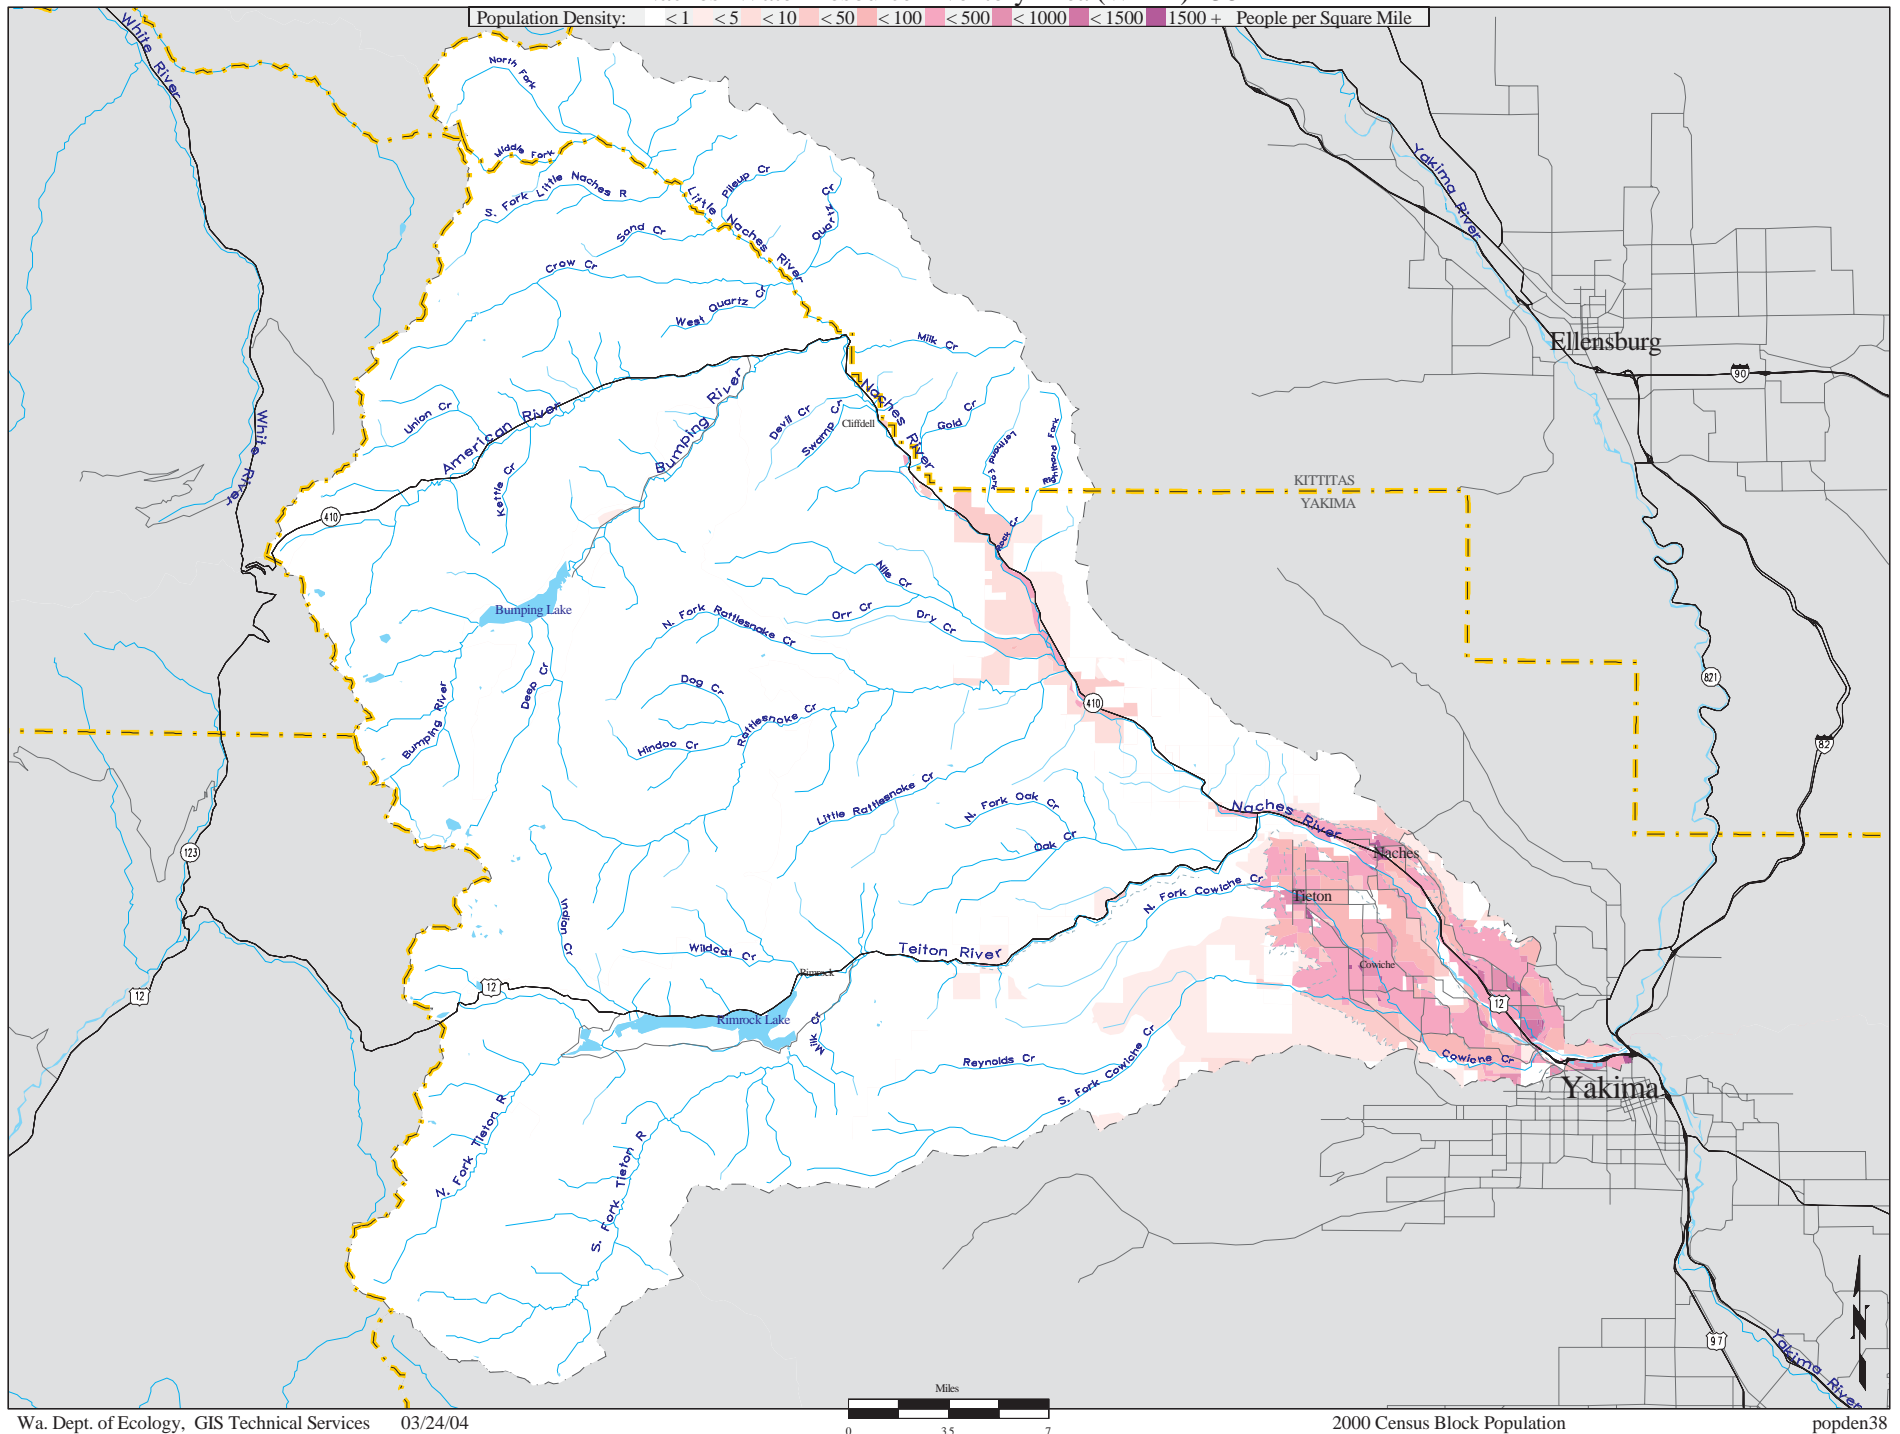 Population Density: < 1 < 5 < 10 < 50 < 100 < 500 < 1000 < 1500 1500 + People per Square Mile
White River
North Fork
Middle Fork
S. Fork Little Naches R
Little Naches River
Pileup Cr
Quartz Cr
Sand Cr
Crow Cr
West Quartz Cr
Milk Cr
Yakima River
Ellensburg
90
White River
Union Cr
American River
Bumping River
Kettle Cr
Devil Cr
Swamp Cr
Cliffdell
Naches River
Gold Cr
Lefthand Fork
Righthand Fork
KITTITAS
YAKIMA
410
Rock Cr
Nile Cr
Bumping Lake
N. Fork Rattlesnake Cr
Orr Cr
Dry Cr
Dog Cr
Deep Cr
Bumping River
Hindoo Cr
Rattlesnake Cr
410
821
82
Little Rattlesnake Cr
N. Fork Oak Cr
Oak Cr
Naches River
Naches
123
Tieton
N. Fork Cowiche Cr
Indian Cr
Wildcat Cr
Teiton River
Rimrock
Cowiche
12
12
12
Rimrock Lake
Milk Cr
Reynolds Cr
S. Fork Cowiche Cr
Cowiche Cr
Yakima
N. Fork Tieton R
S. Fork Tieton R
97
N
Yakima River
Miles
0 3.5 7
Wa. Dept. of Ecology, GIS Technical Services 03/24/04
2000 Census Block Population
popden38